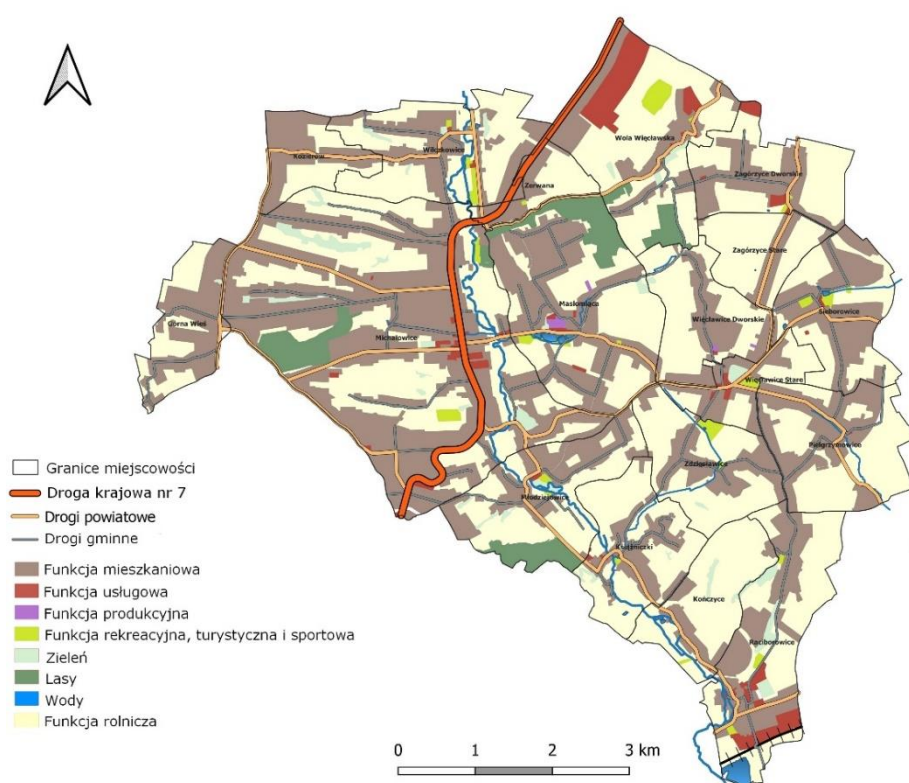 Wola Więcławska
Kozierów
Wilczkowice
Zerwana
Zagórzyce Dworskie
Zagórzyce Stare
Masłomiąca
Więcławice Dworskie
Sieborowice
Górna Wieś
Michałowice
Więcławice Stare
Pielgrzymowice
Zdzięsławice
Młodziejowice
Książniczki
Kończyce
Raciborowice
Granice miejscowości
Droga krajowa nr 7
Drogi powiatowe
Drogi gminne
Funkcja mieszkaniowa
Funkcja usługowa
Funkcja produkcyjna
Funkcja rekreacyjna, turystyczna i sportowa
Zieleń
Lasy
Wody
Funkcja rolnicza
0 1 2 3 km